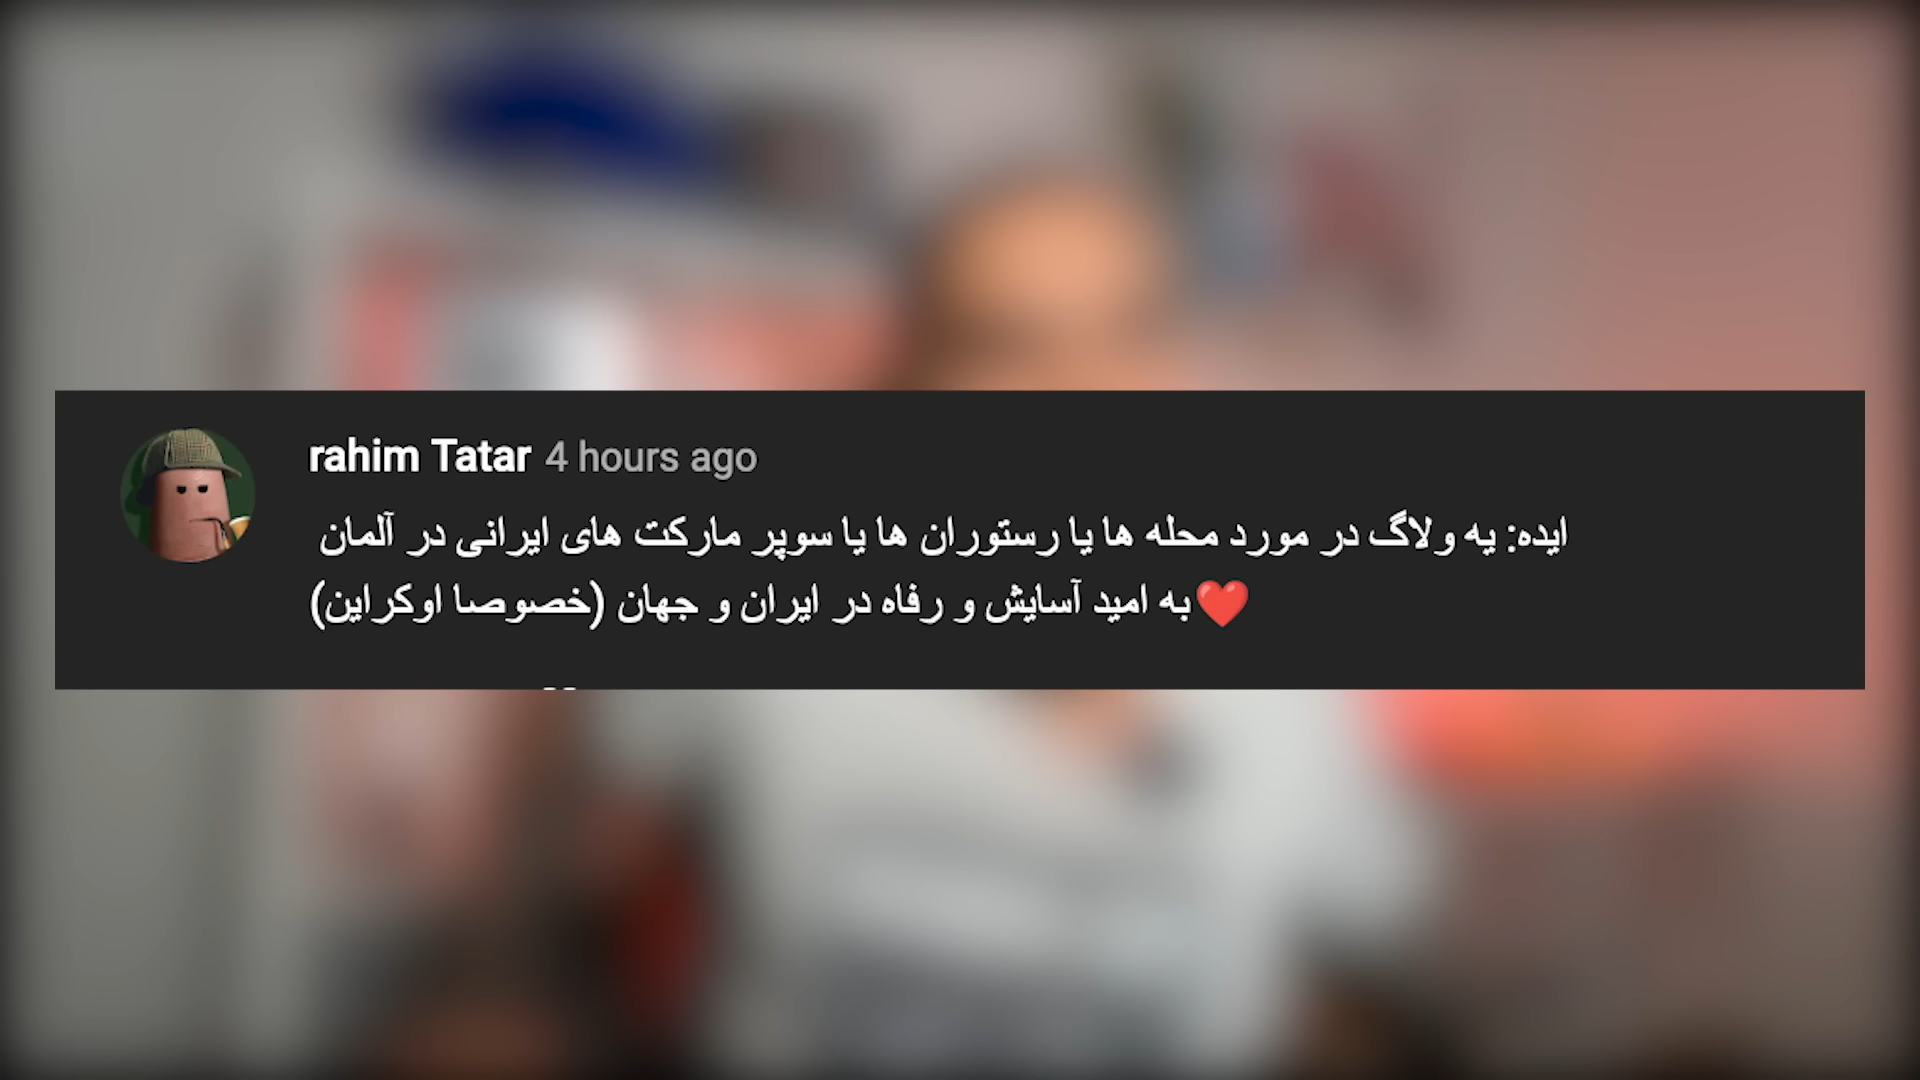 rahim Tatar 4 hours ago
ایده: یه ولاگ در مورد محله ها یا رستوران ها یا سوپر مارکت های ایرانی در آلمان
❤️به امید آسایش و رفاه در ایران و جهان (خصوصا اوکراین)